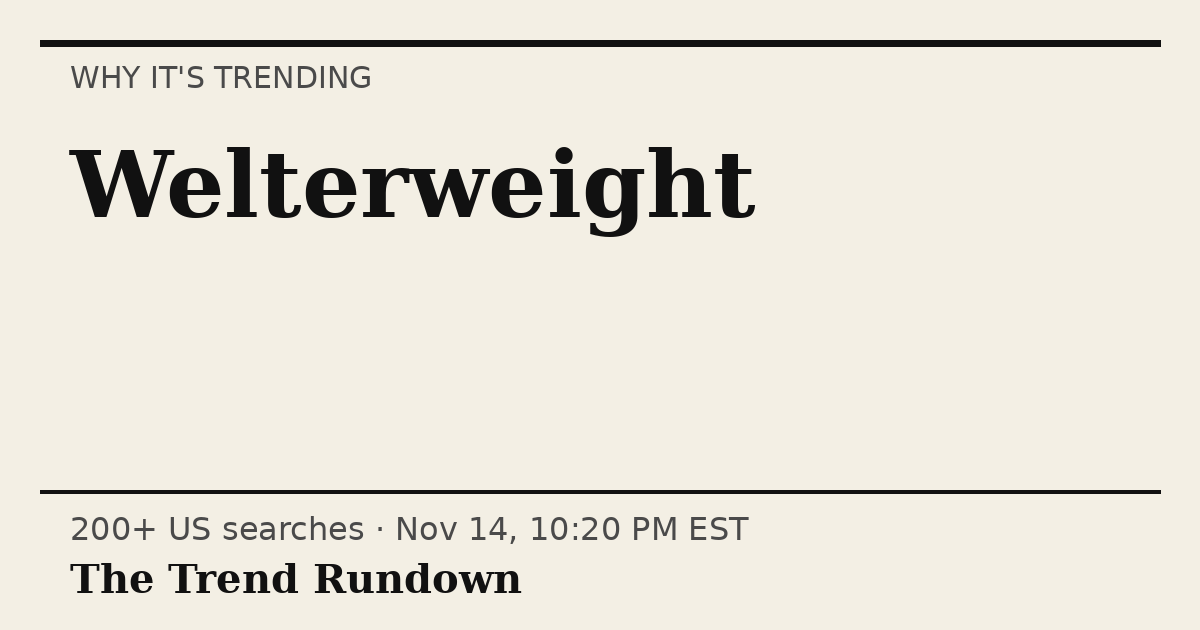 WHY IT'S TRENDING
Welterweight
200+ US searches · Nov 14, 10:20 PM EST
The Trend Rundown